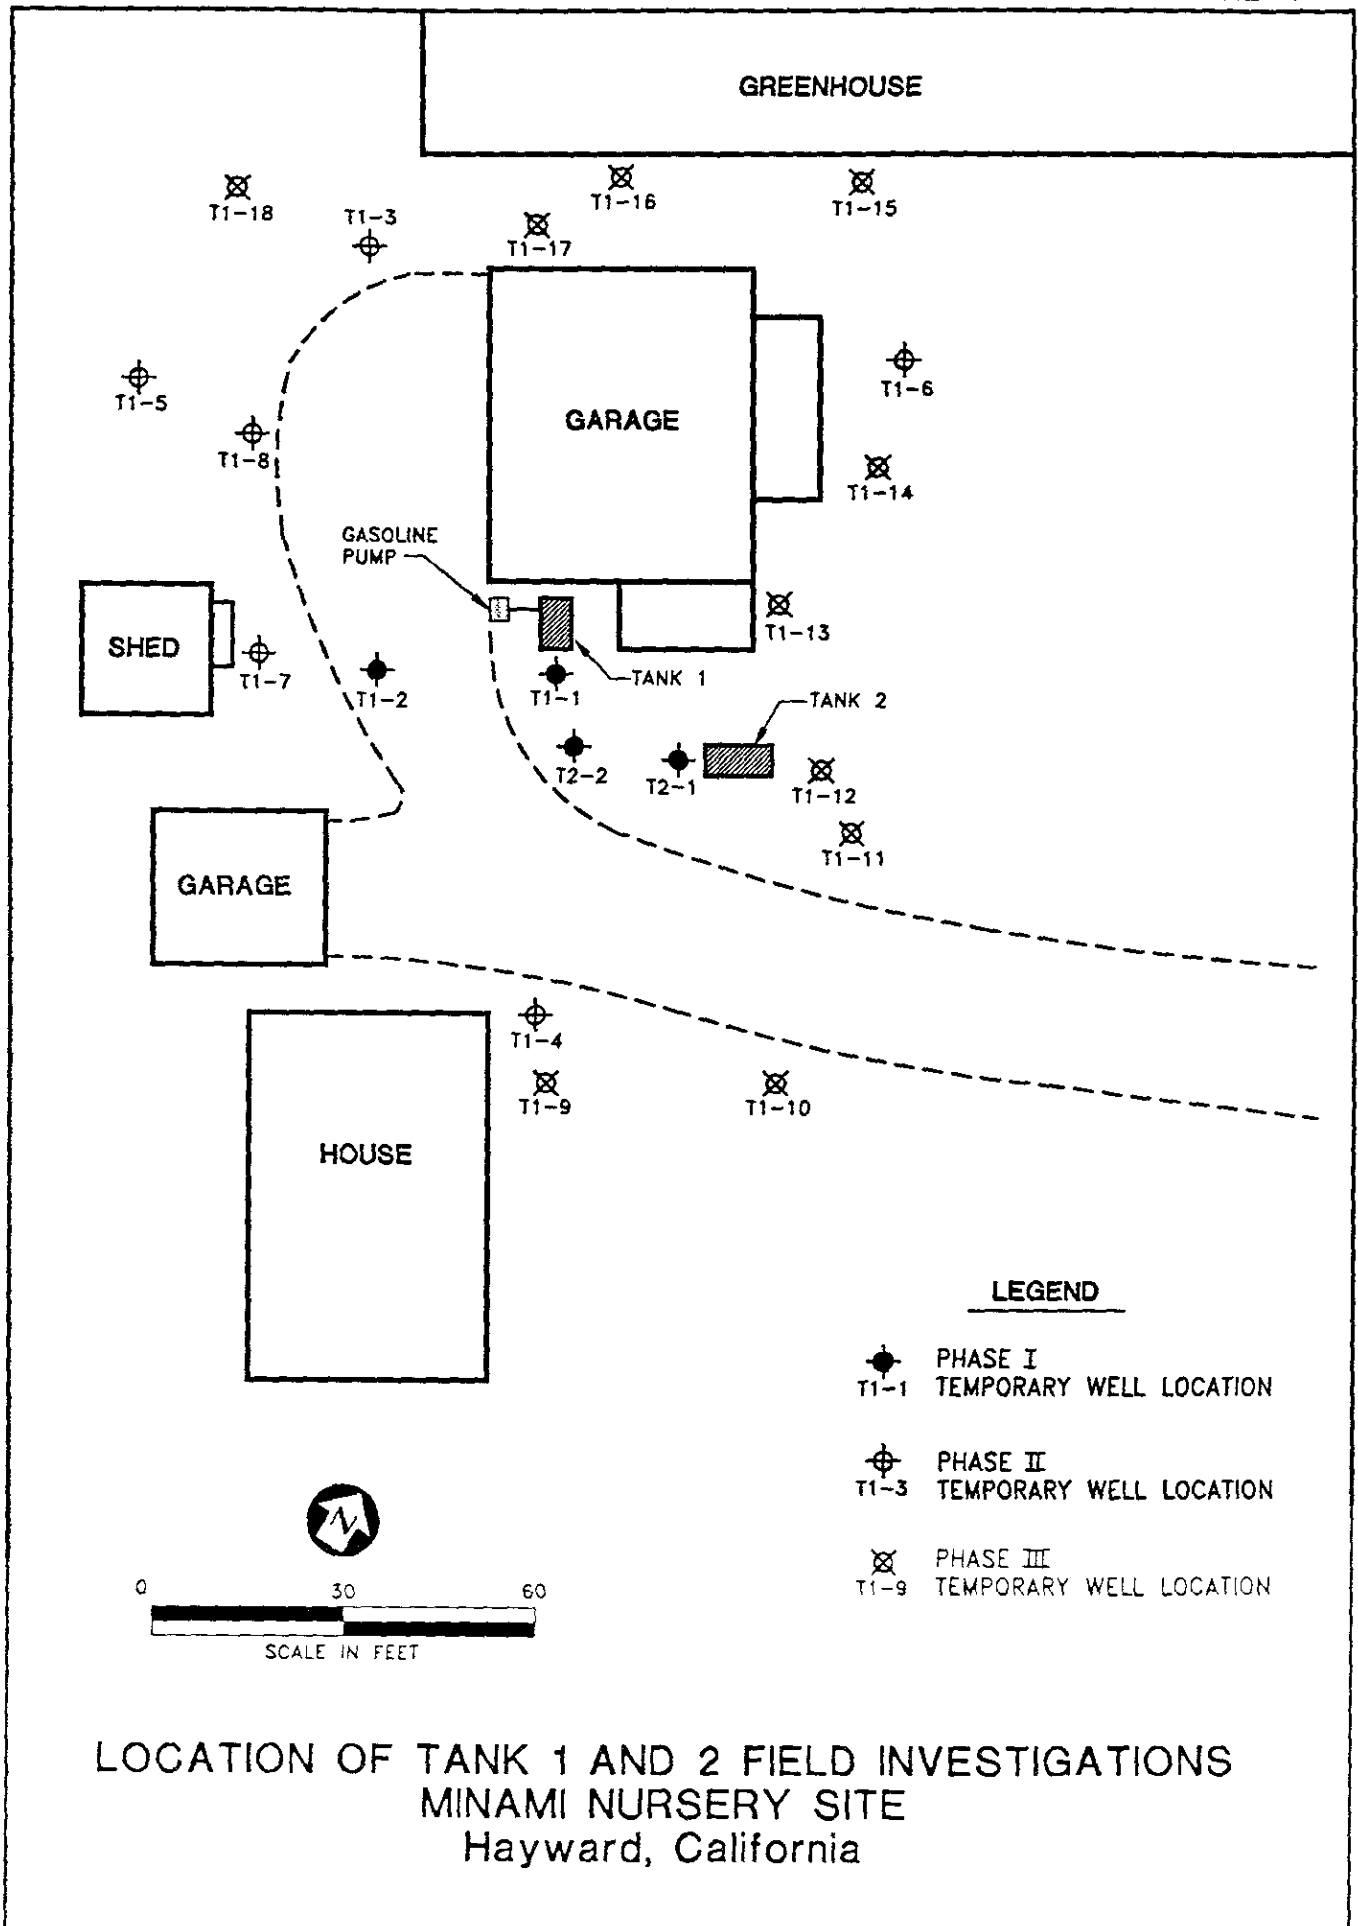 GREENHOUSE
T1-18
T1-3
T1-16
T1-15
T1-17
T1-5
T1-6
GARAGE
T1-8
T1-14
GASOLINE
PUMP
SHED
T1-13
T1-7
T1-2
T1-1
TANK 1
TANK 2
T2-2
T2-1
T1-12
T1-11
GARAGE
T1-4
T1-9
T1-10
HOUSE
LEGEND
PHASE I
T1-1 TEMPORARY WELL LOCATION
PHASE II
T1-3 TEMPORARY WELL LOCATION
PHASE III
T1-9 TEMPORARY WELL LOCATION
N
0 30 60
SCALE IN FEET
LOCATION OF TANK 1 AND 2 FIELD INVESTIGATIONS
MINAMI NURSERY SITE
Hayward, California